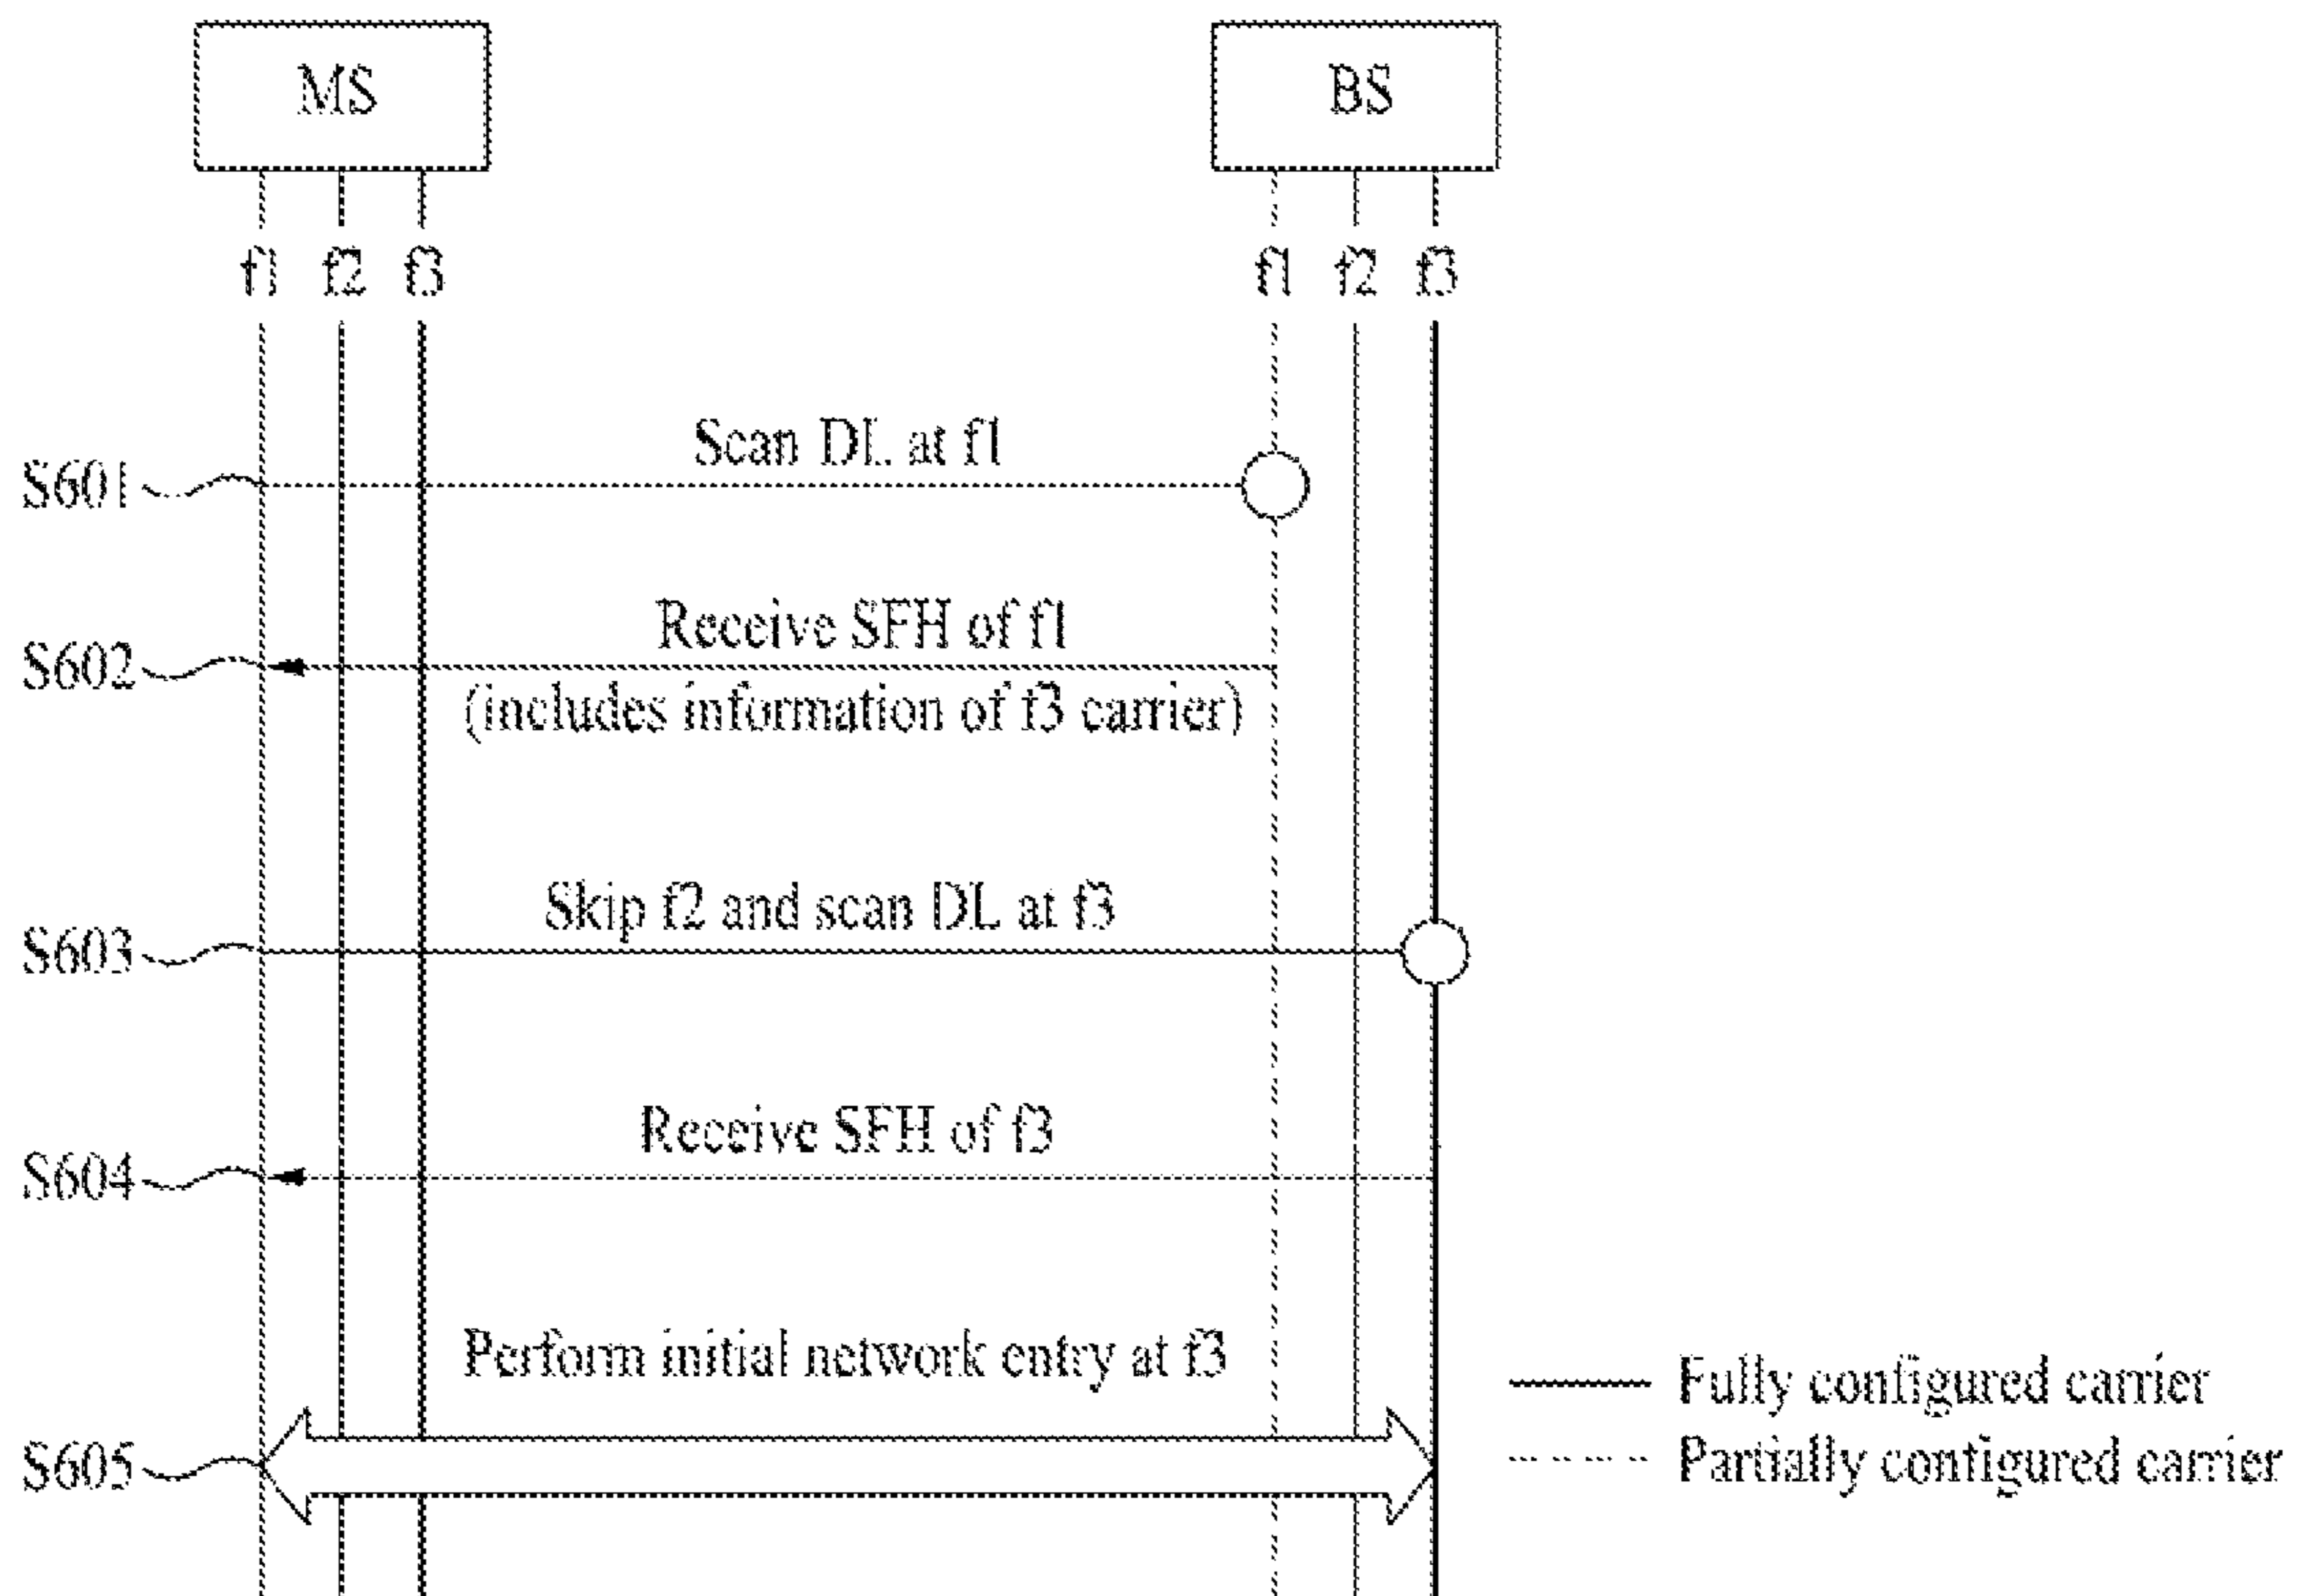 MS
BS
f1 f2 f3
f1 f2 f3
Scan DL at f1
S601
Receive SFH of f1
S602
(includes information of f3 carrier)
Skip f2 and scan DL at f3
S603
Receive SFH of f3
S604
Perform initial network entry at f3
S605
Fully configured carrier
Partially configured carrier